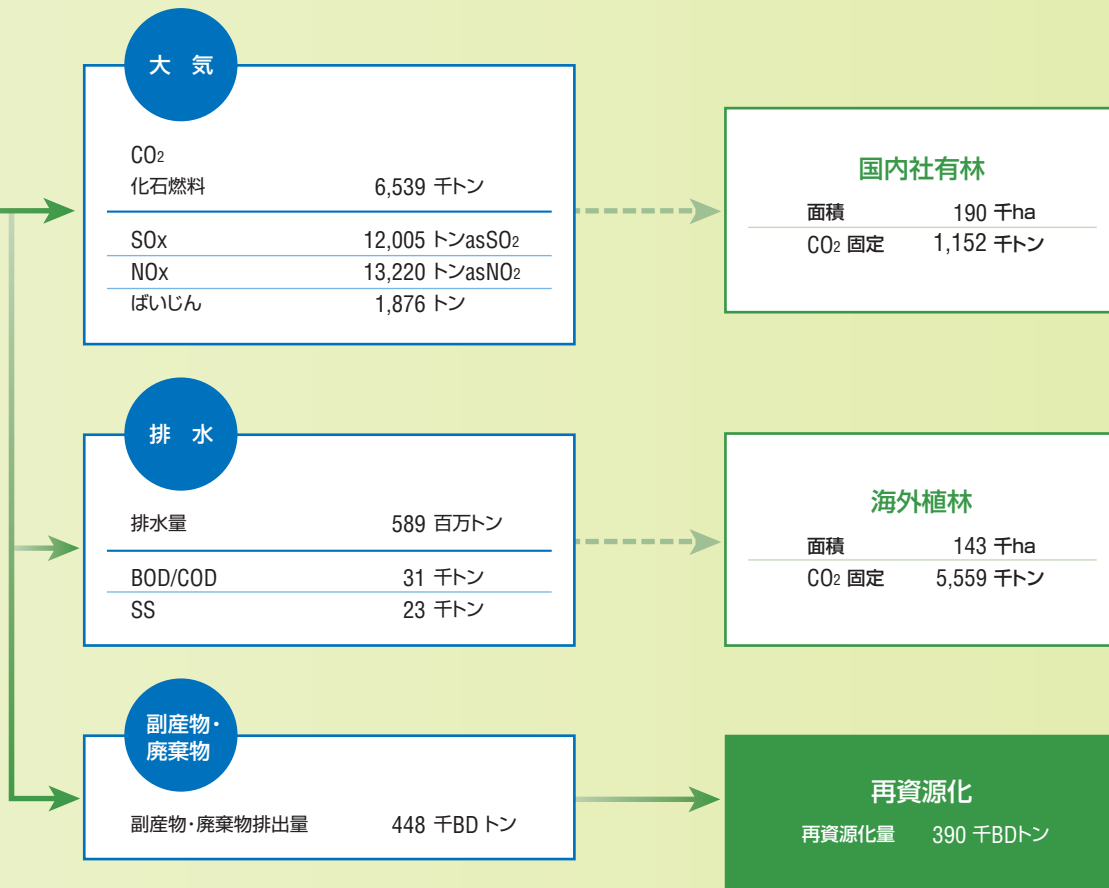 大 気
CO2
化石燃料 6,539 千トン
SOx 12,005 トンasSO2
NOx 13,220 トンasNO2
ばいじん 1,876 トン
国内社有林
面積 190 千ha
CO2 固定 1,152 千トン
排 水
排水量 589 百万トン
BOD/COD 31 千トン
SS 23 千トン
海外植林
面積 143 千ha
CO2 固定 5,559 千トン
副産物・
廃棄物
副産物・廃棄物排出量 448 千BD トン
再資源化
再資源化量 390 千BDトン